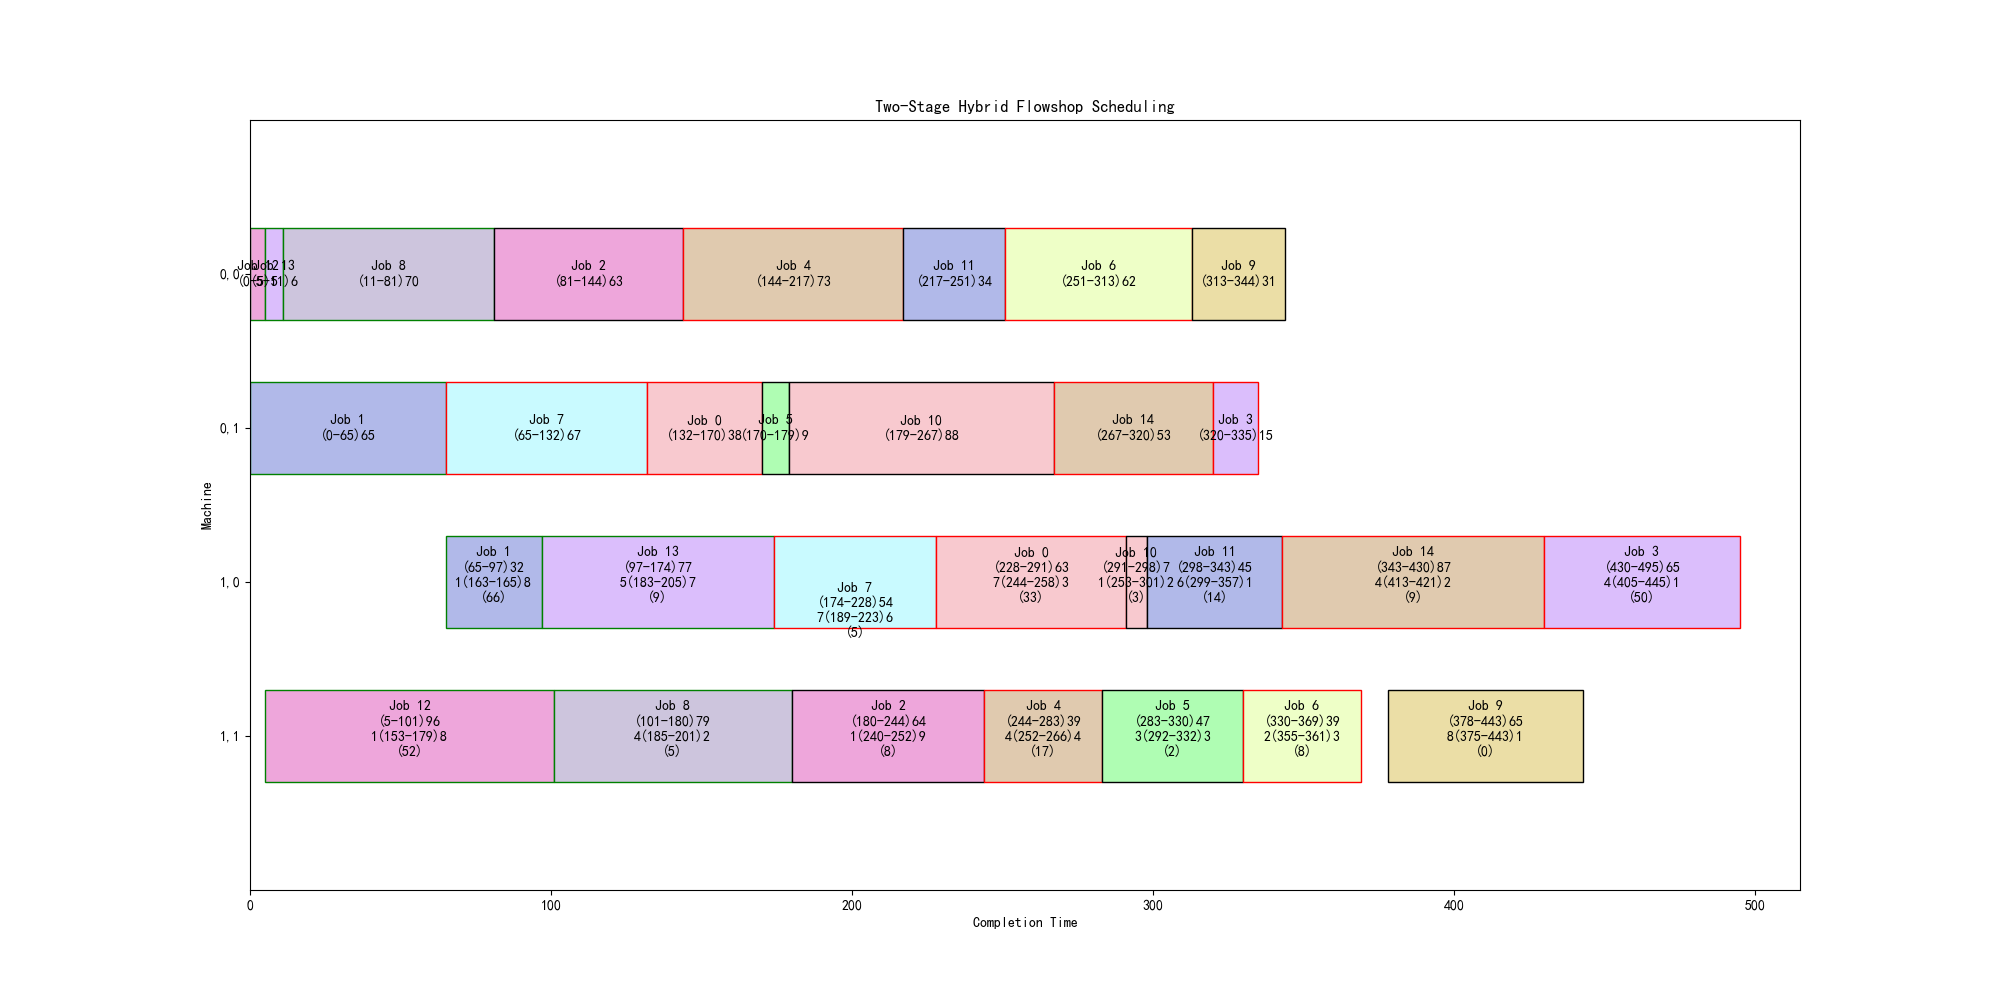 Two-Stage Hybrid Flowshop Scheduling
0,0
Job 12
(0-5)5
Job 13
(5-11)6
Job 8
(11-81)70
Job 2
(81-144)63
Job 4
(144-217)73
Job 11
(217-251)34
Job 6
(251-313)62
Job 9
(313-344)31
0,1
Job 1
(0-65)65
Job 7
(65-132)67
Job 0
(132-170)38
Job 5
(170-179)9
Job 10
(179-267)88
Job 14
(267-320)53
Job 3
(320-335)15
Machine
1,0
Job 1
(65-97)32
1(163-165)8
(66)
Job 13
(97-174)77
5(183-205)7
(9)
Job 7
(174-228)54
7(189-223)6
(5)
Job 0
(228-291)63
7(244-258)3
(33)
Job 10
(291-298)7
1(253-301)2
(3)
Job 11
(298-343)45
6(299-357)1
(14)
Job 14
(343-430)87
4(413-421)2
(9)
Job 3
(430-495)65
4(405-445)1
(50)
1,1
Job 12
(5-101)96
1(153-179)8
(52)
Job 8
(101-180)79
4(185-201)2
(5)
Job 2
(180-244)64
1(240-252)9
(8)
Job 4
(244-283)39
4(252-266)4
(17)
Job 5
(283-330)47
3(292-332)3
(2)
Job 6
(330-369)39
2(355-361)3
(8)
Job 9
(378-443)65
8(375-443)1
(0)
0
100
200
300
400
500
Completion Time